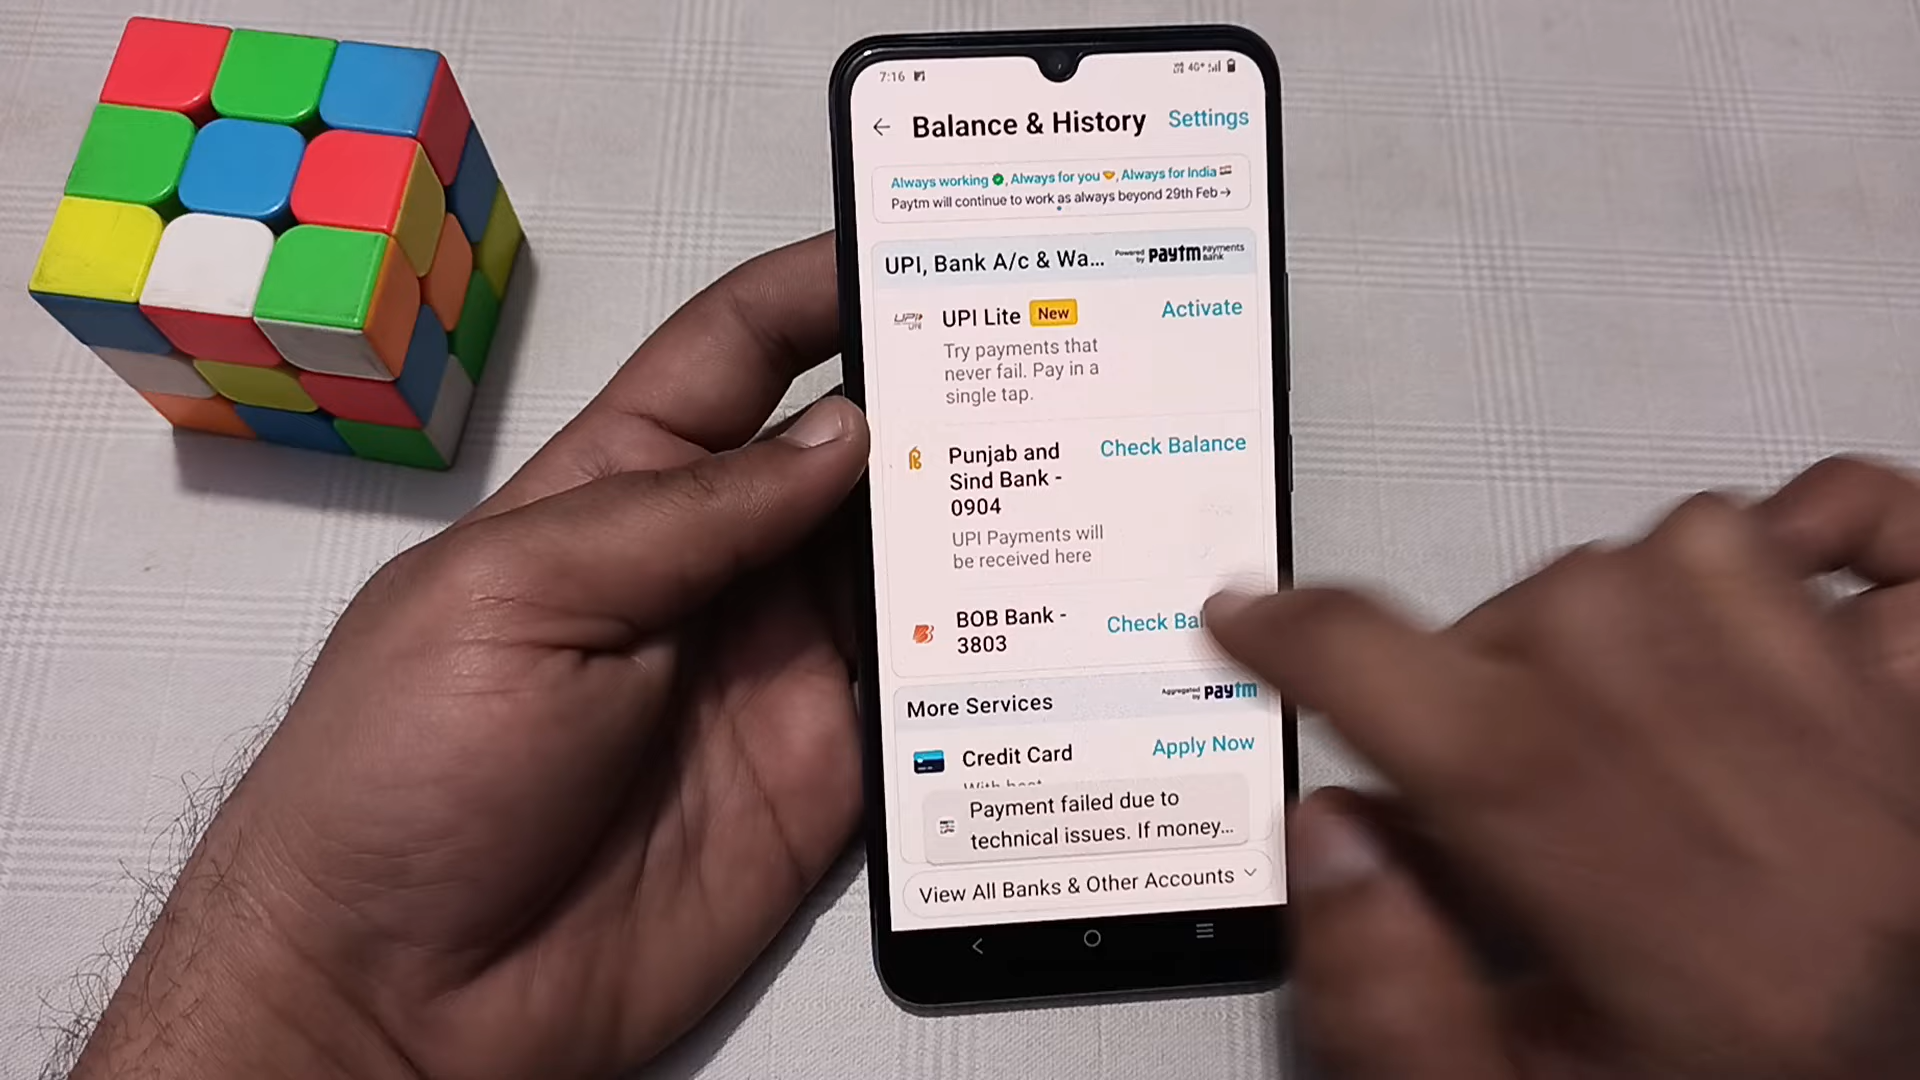 7:16
4G+
← Balance & History Settings
Always working, Always for you, Always for India
Paytm will continue to work as always beyond 29th Feb →
UPI, Bank A/c & Wa... Powered by paytm Payments Bank
UPI LITE
UPI Lite New Activate
Try payments that
never fail. Pay in a
single tap.
Punjab and Check Balance
Sind Bank -
0904
UPI Payments will
be received here
BOB Bank - Check Bal
3803
More Services Aggregated by paytm
Credit Card Apply Now
Payment failed due to
technical issues. If money...
View All Banks & Other Accounts